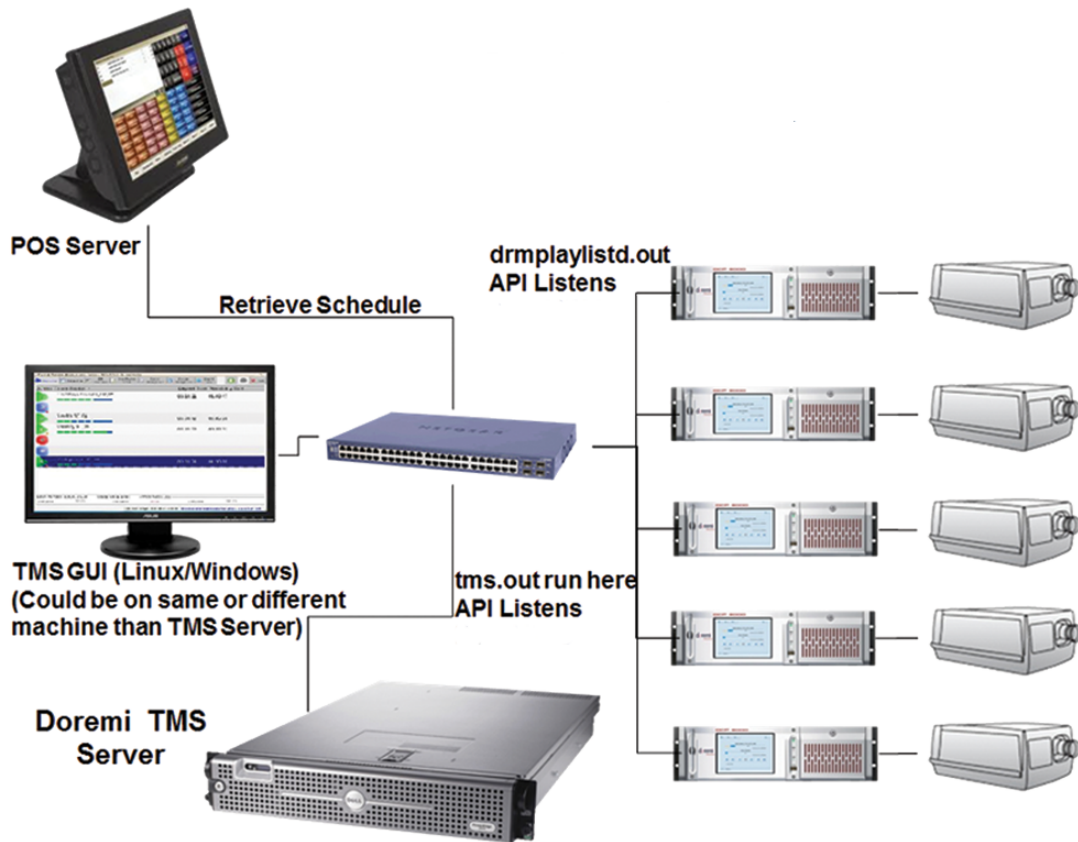 POS Server
drmplaylistd.out
API Listens
Retrieve Schedule
NETGEAR
TMS GUI (Linux/Windows)
(Could be on same or different
machine than TMS Server)
tms.out run here
API Listens
Doremi TMS
Server